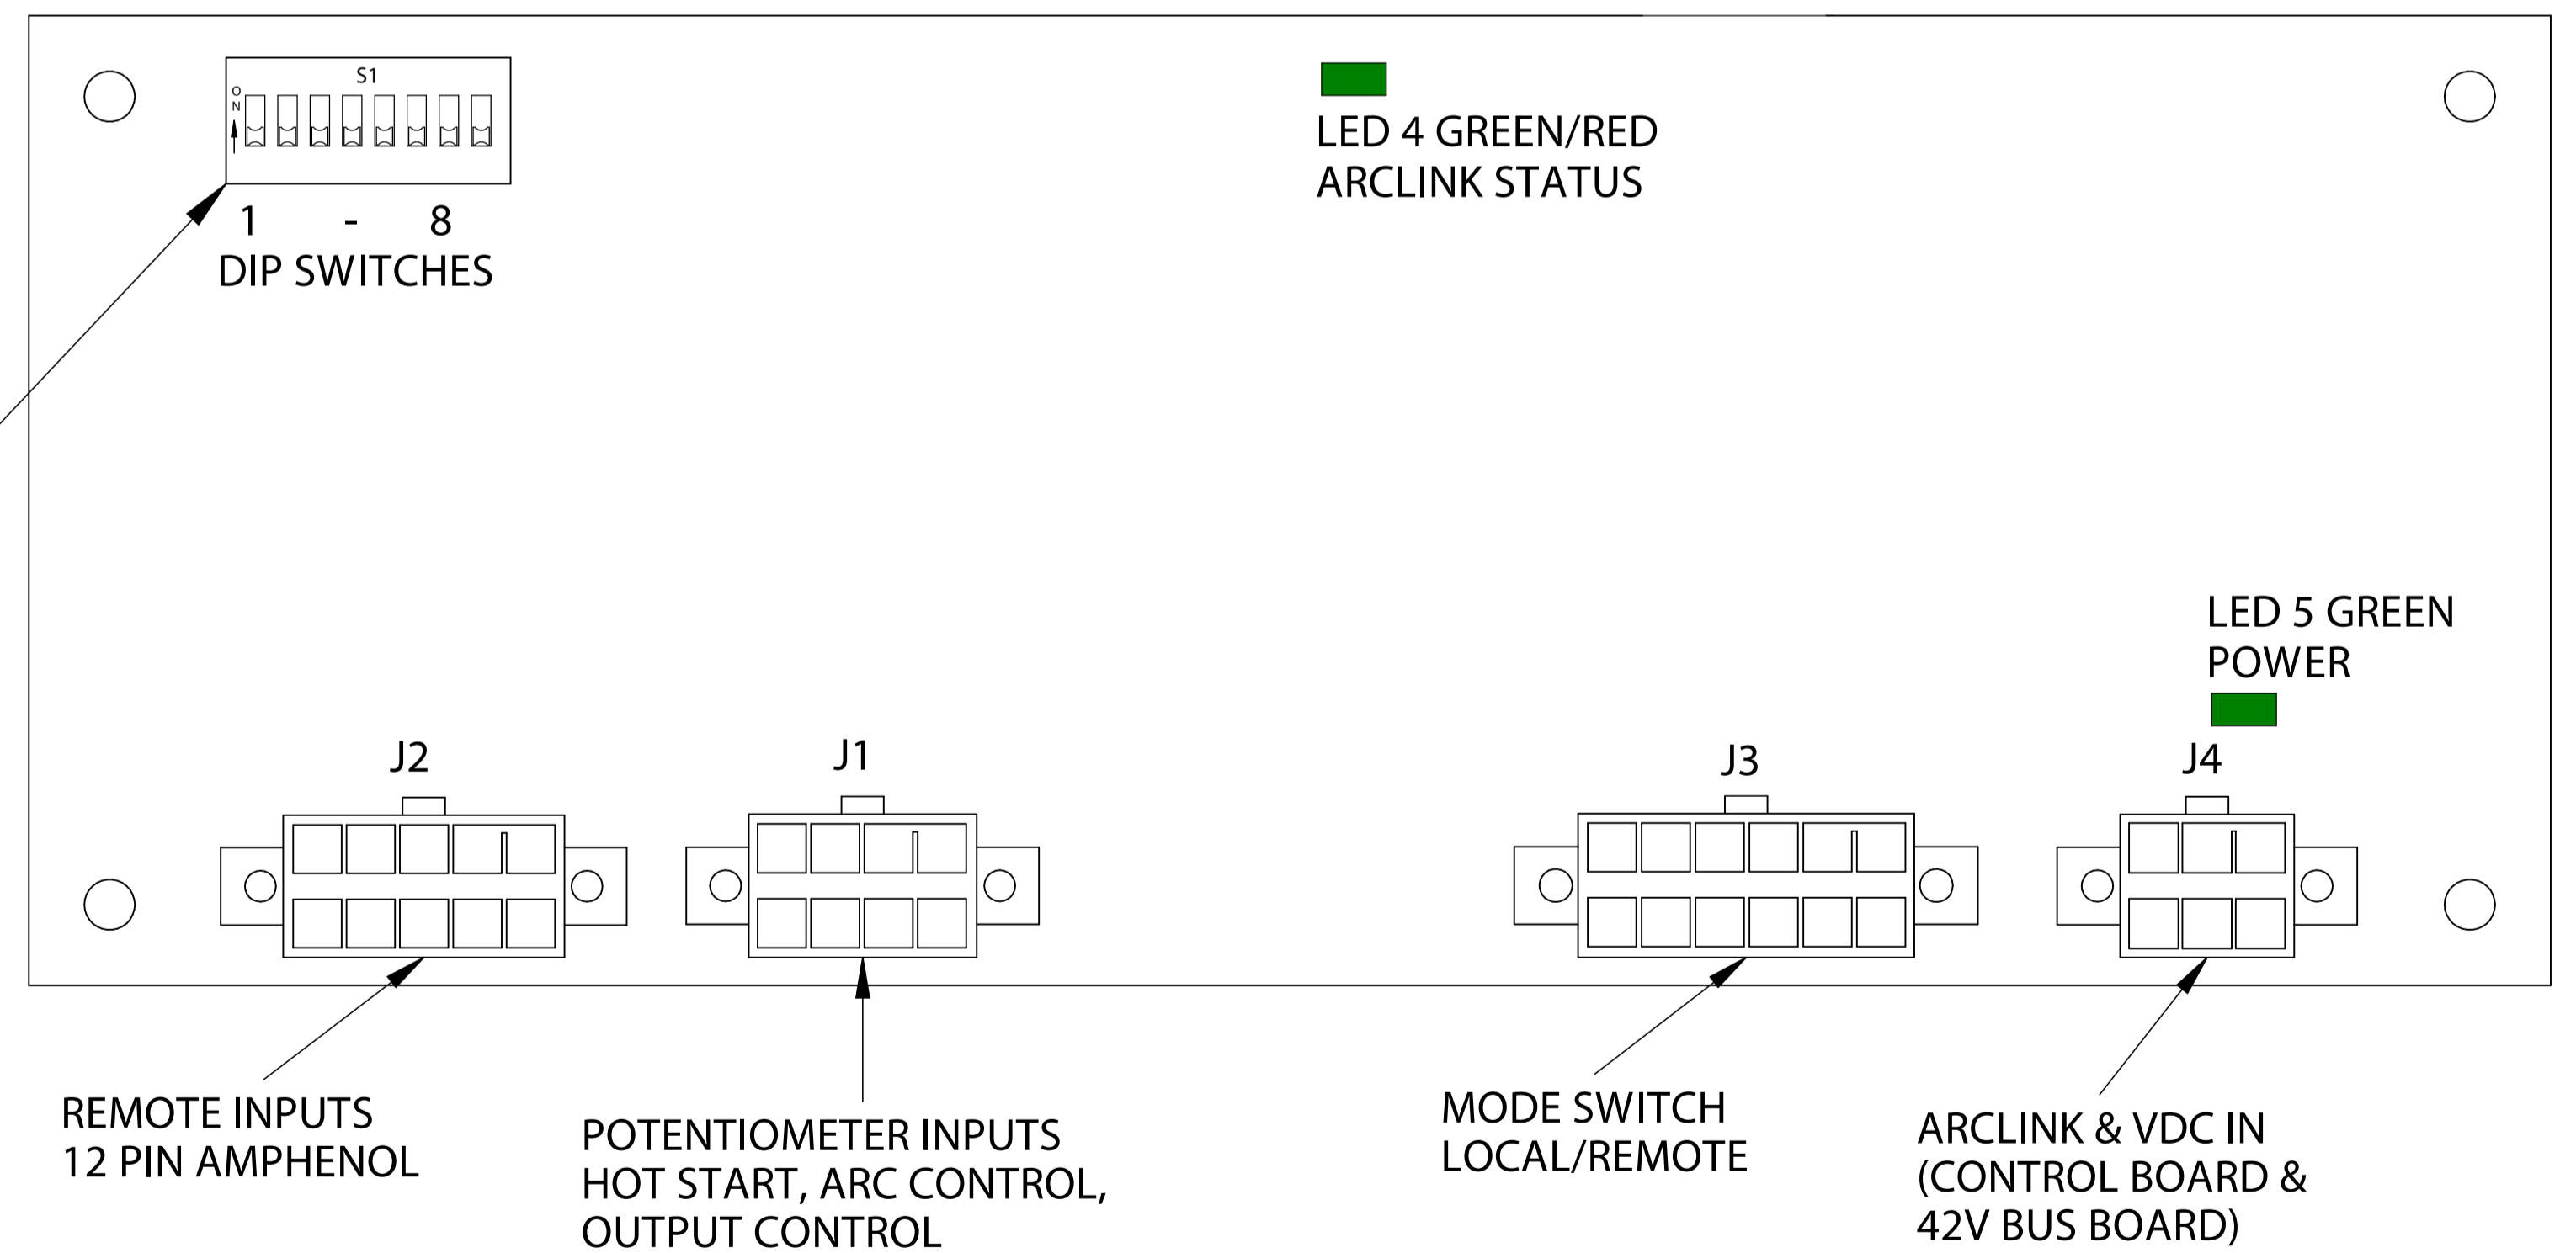 S1
O
N
1 - 8
DIP SWITCHES
LED 4 GREEN/RED
ARCLINK STATUS
LED 5 GREEN
POWER
J2
J1
J3
J4
REMOTE INPUTS
12 PIN AMPHENOL
POTENTIOMETER INPUTS
HOT START, ARC CONTROL,
OUTPUT CONTROL
MODE SWITCH
LOCAL/REMOTE
ARCLINK & VDC IN
(CONTROL BOARD &
42V BUS BOARD)